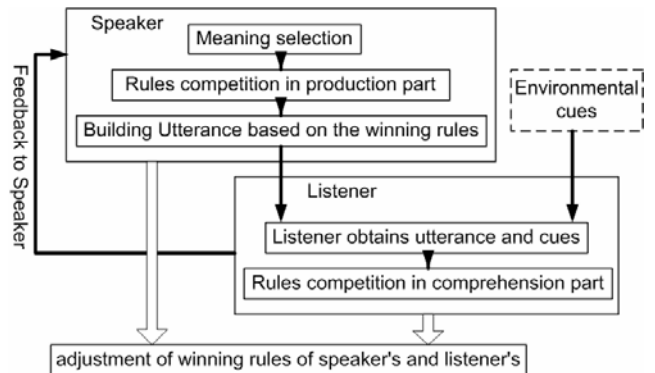 Speaker
Meaning selection
Rules competition in production part
Building Utterance based on the winning rules
Feedback to Speaker
Environmental
cues
Listener
Listener obtains utterance and cues
Rules competition in comprehension part
adjustment of winning rules of speaker's and listener's